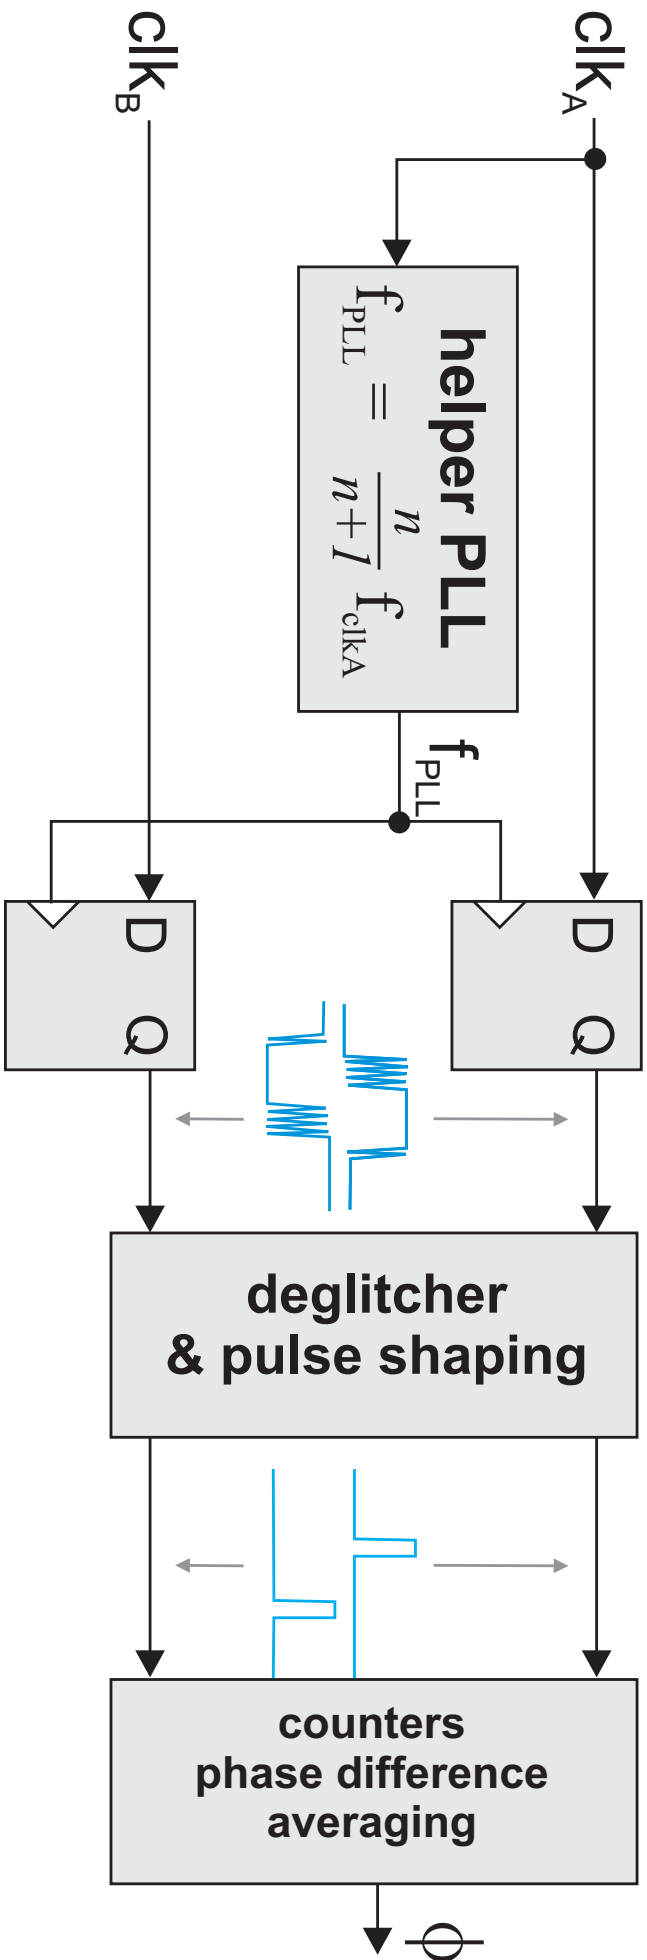 clk_A
clk_B
helper PLL
f_PLL = n/n+1 f_clkA
f_PLL
D Q
D Q
deglitcher
& pulse shaping
counters
phase difference
averaging
ϕ